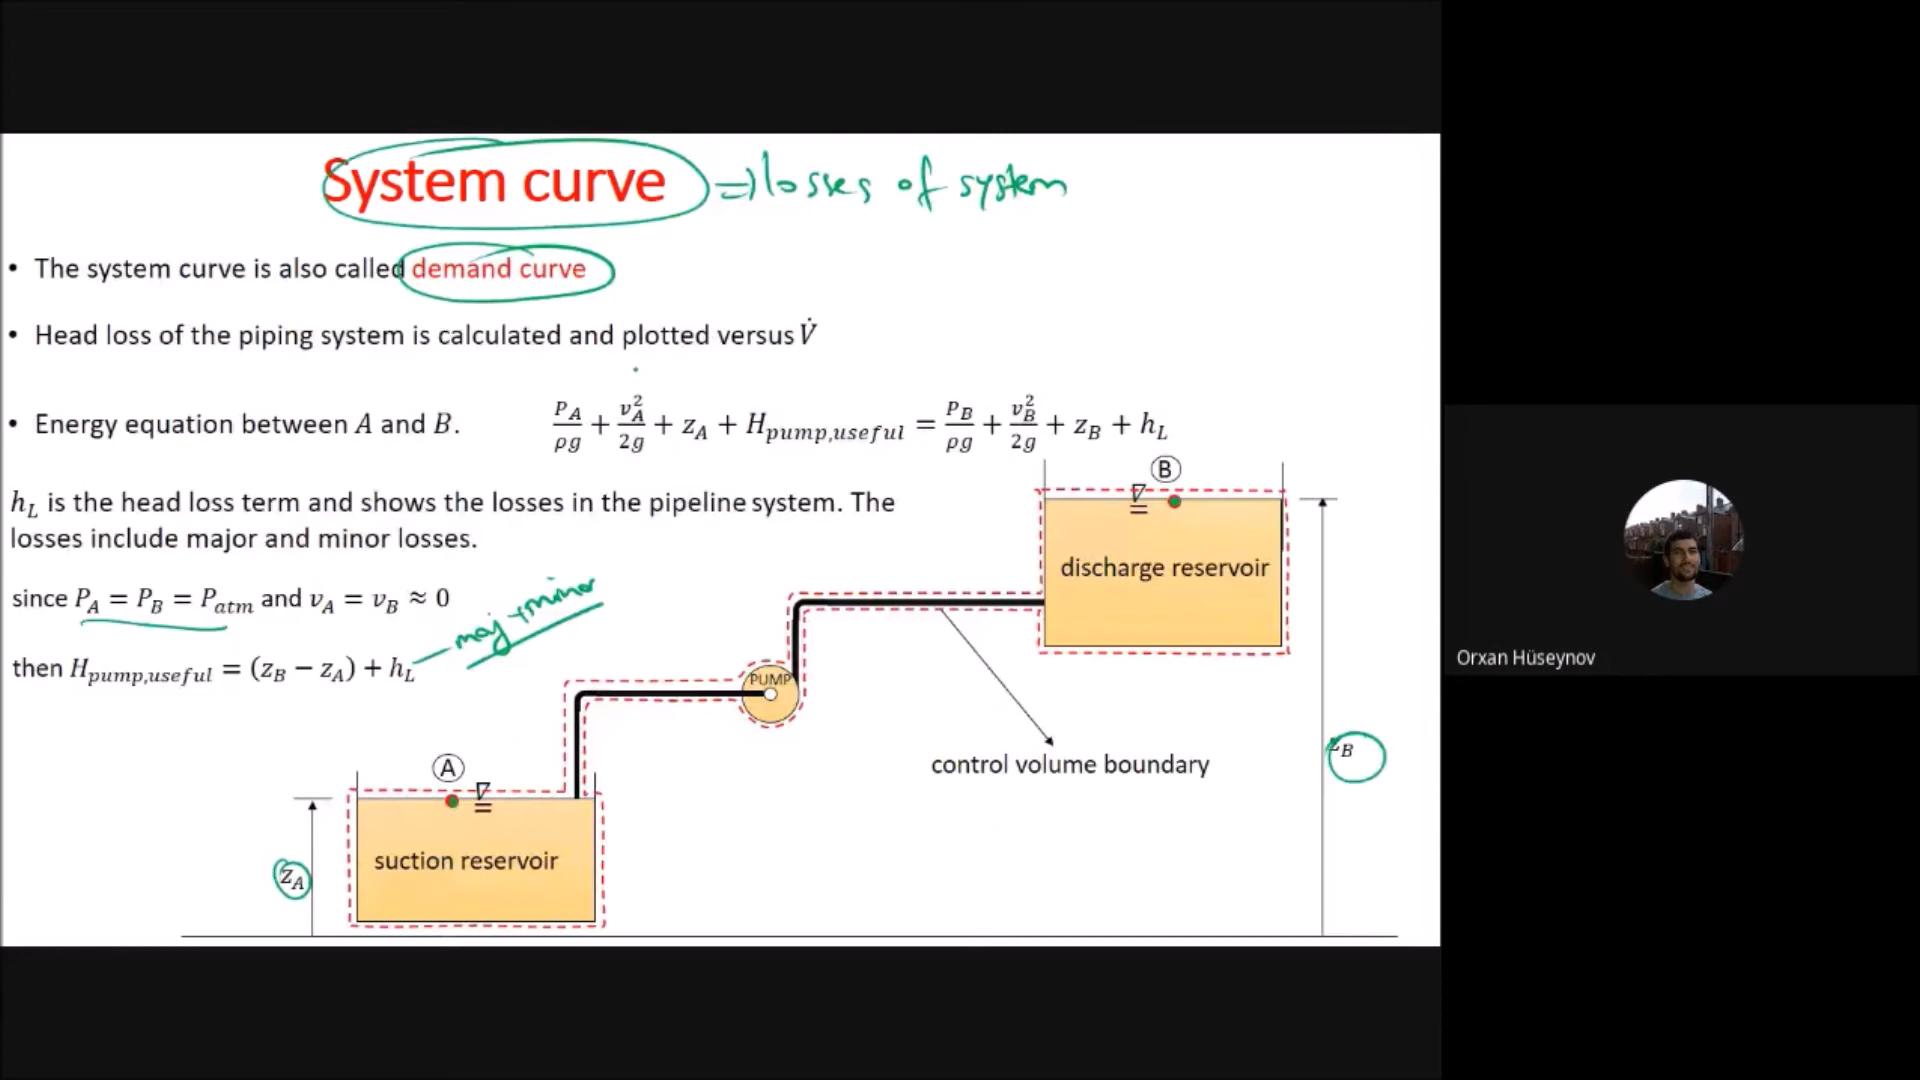 System curve ⇒ losses of system
• The system curve is also called demand curve
• Head loss of the piping system is calculated and plotted versus V̇
• Energy equation between A and B. P_A/ρg + v_A²/2g + z_A + H_pump,useful = P_B/ρg + v_B²/2g + z_B + h_L
h_L is the head loss term and shows the losses in the pipeline system. The
losses include major and minor losses.
since P_A = P_B = P_atm and v_A = v_B ≈ 0
maj + minor
then H_pump,useful = (z_B − z_A) + h_L
B
discharge reservoir
PUMP
control volume boundary
z_B
A
suction reservoir
z_A
Orxan Hüseynov